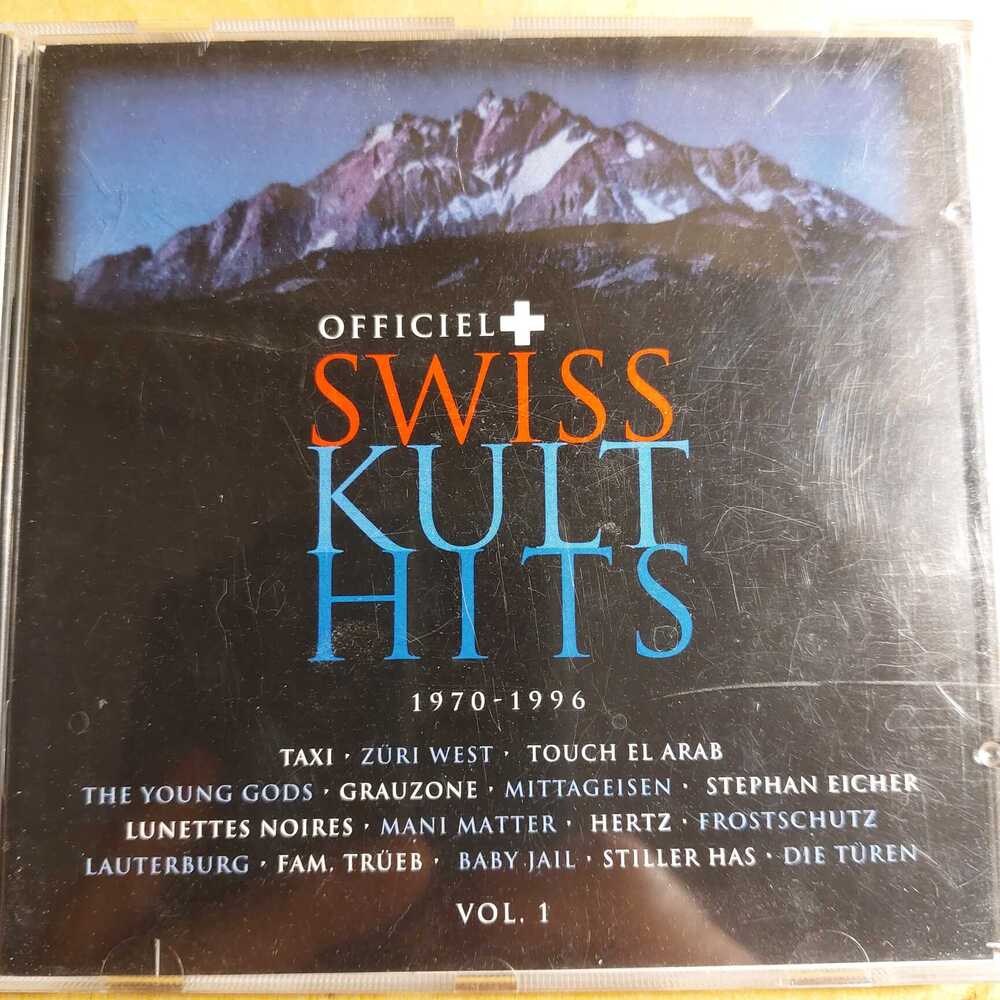 OFFICIEL
SWISS
KULT
HITS
1970-1996
TAXI · ZÜRI WEST · TOUCH EL ARAB
THE YOUNG GODS · GRAUZONE · MITTAGEISEN · STEPHAN EICHER
LUNETTES NOIRES · MANI MATTER · HERTZ · FROSTSCHUTZ
LAUTERBURG · FAM. TRÜEB · BABY JAIL · STILLER HAS · DIE TÜREN
VOL. 1